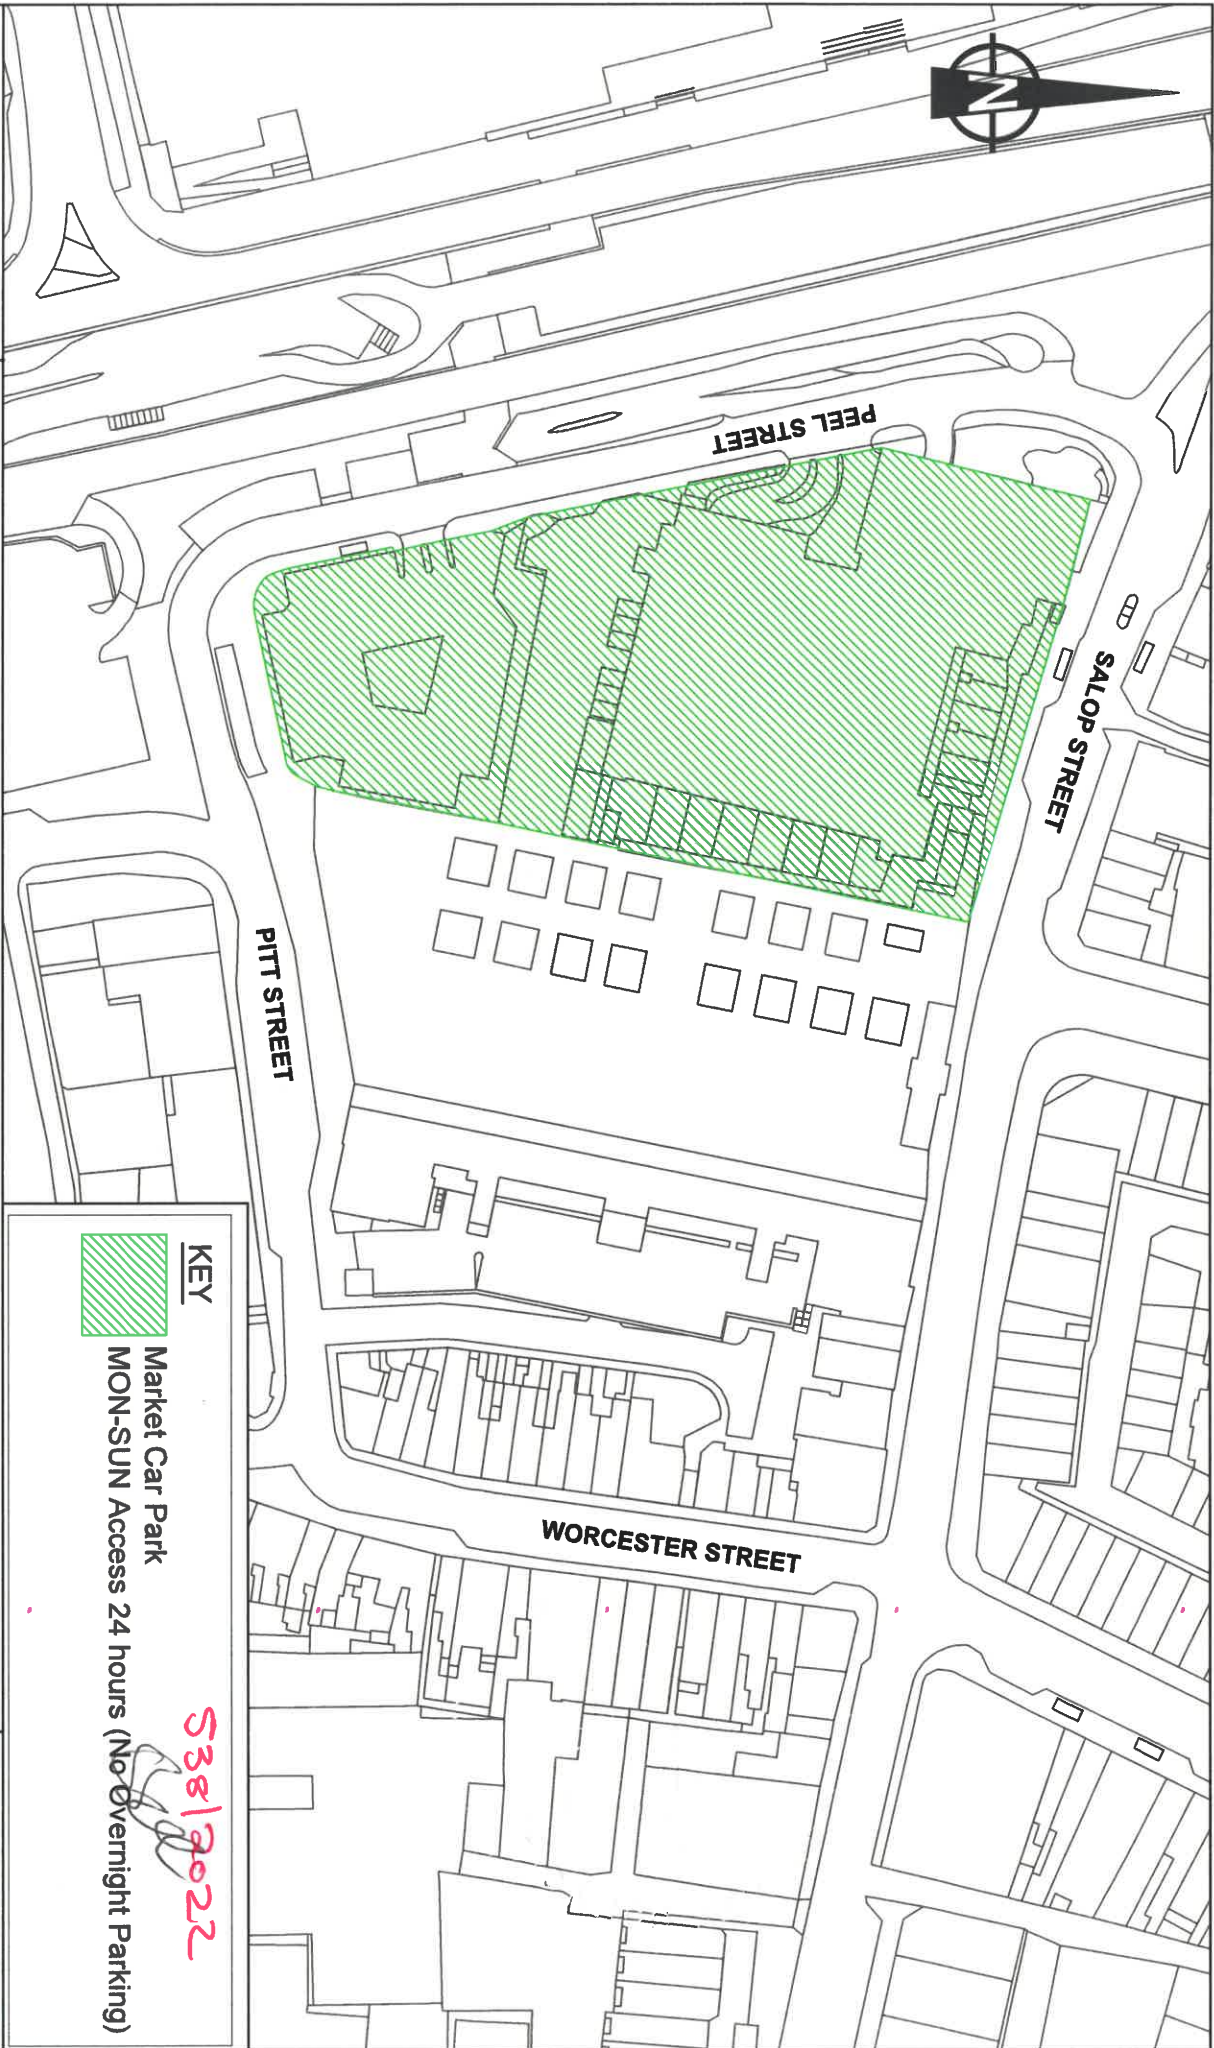 N
PEEL STREET
SALOP STREET
PITT STREET
WORCESTER STREET
KEY
Market Car Park
MON-SUN Access 24 hours (No Overnight Parking)
538/2022